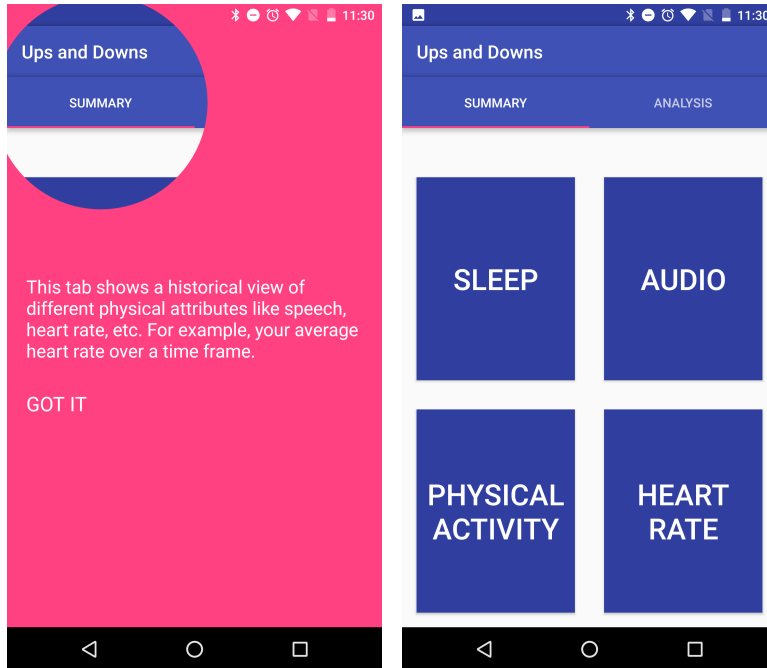 11:30
Ups and Downs
SUMMARY
This tab shows a historical view of
different physical attributes like speech,
heart rate, etc. For example, your average
heart rate over a time frame.
GOT IT
11:30
Ups and Downs
SUMMARY
ANALYSIS
SLEEP
AUDIO
PHYSICAL
ACTIVITY
HEART
RATE